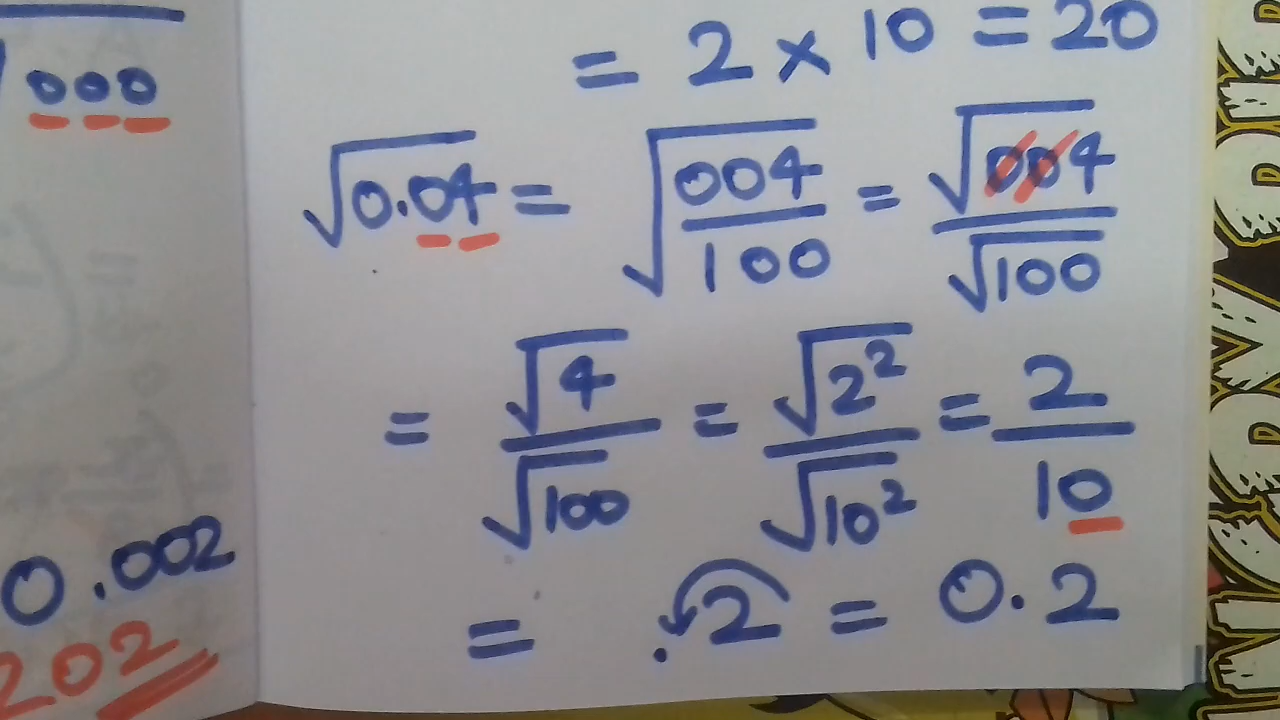 000
0.002
202
= 2 × 10 = 20
√0.04 = √(004/100) = √004/√100
= √4/√100 = √2²/√10² = 2/10
= .2 = 0.2